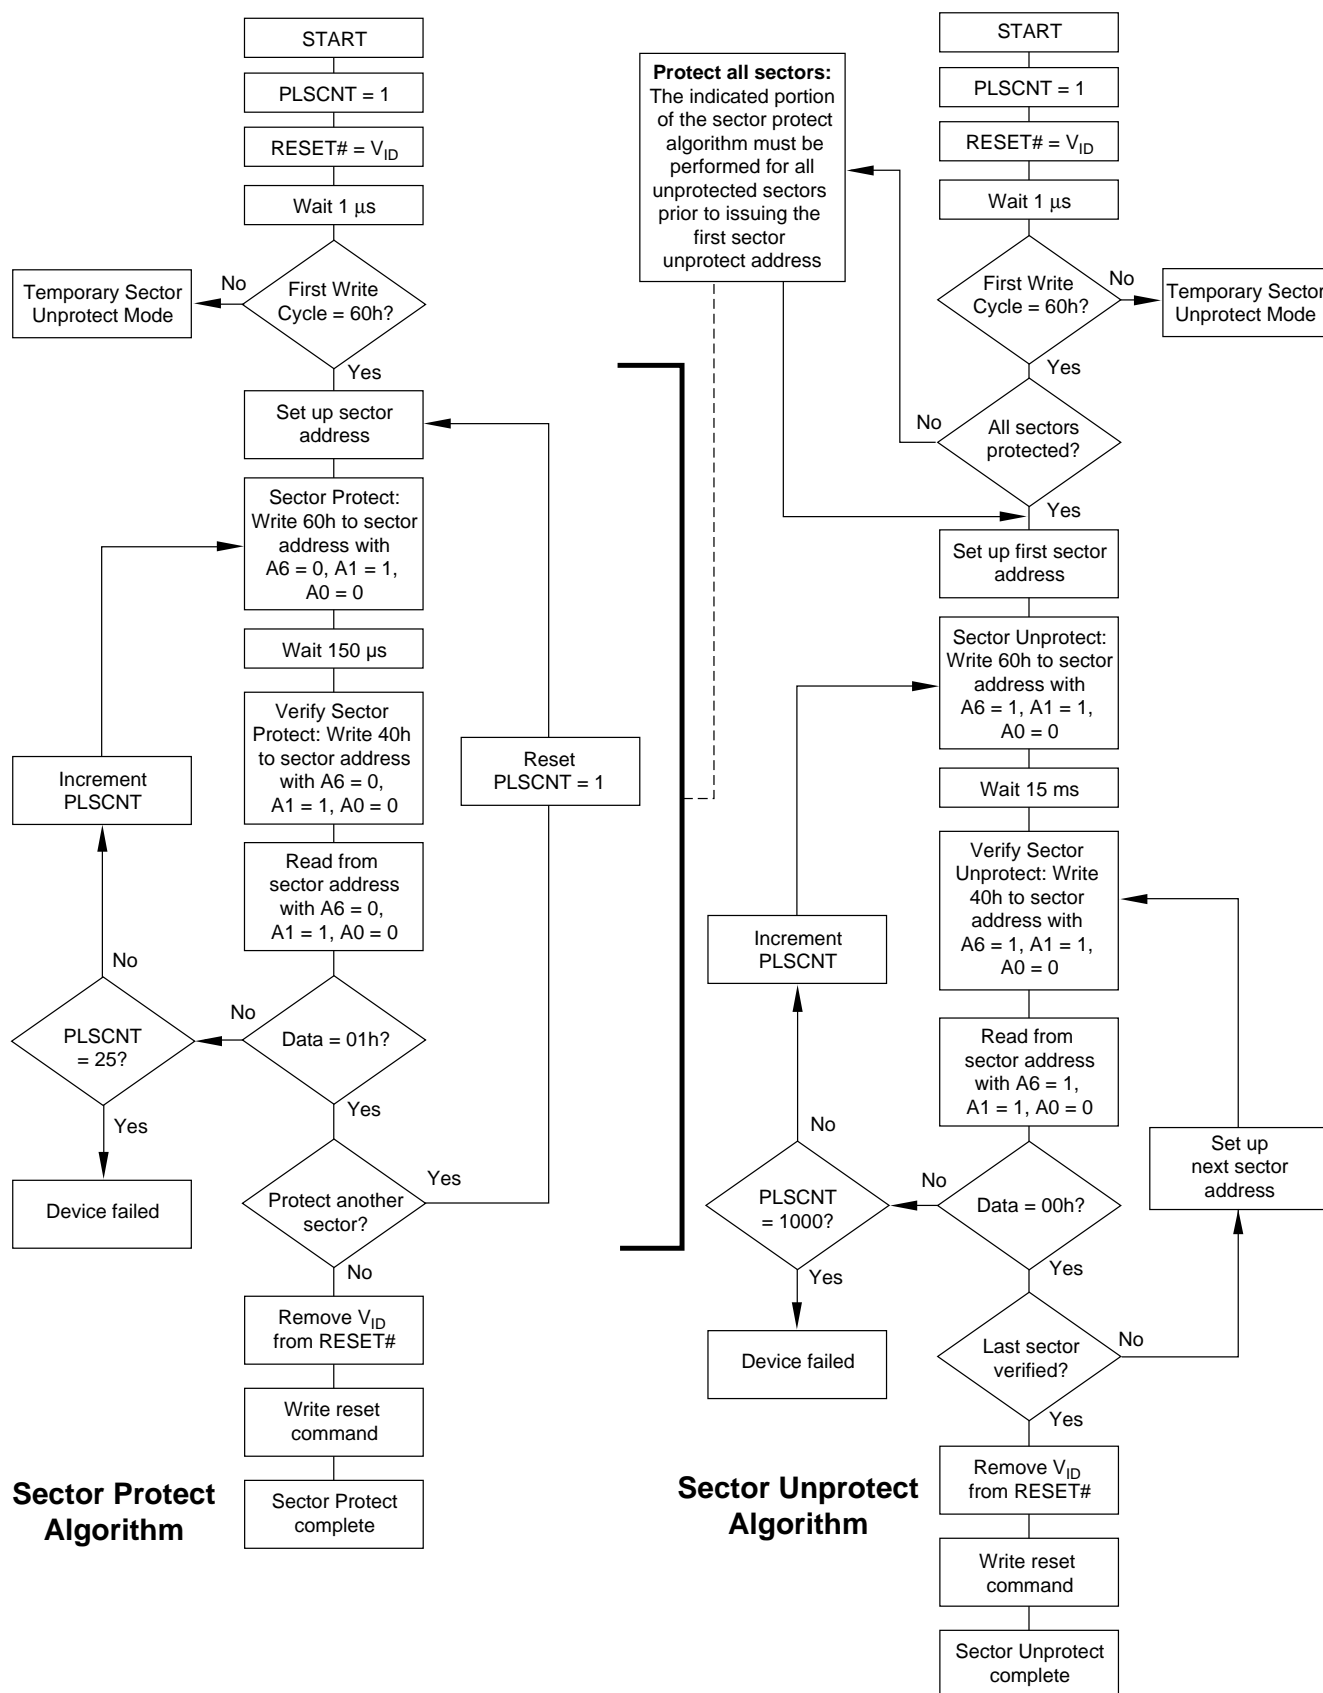 START
PLSCNT = 1
RESET# = VID
Wait 1 μs
First Write
Cycle = 60h?
No
Temporary Sector
Unprotect Mode
Yes
Set up sector
address
Sector Protect:
Write 60h to sector
address with
A6 = 0, A1 = 1,
A0 = 0
Wait 150 µs
Verify Sector
Protect: Write 40h
to sector address
with A6 = 0,
A1 = 1, A0 = 0
Reset
PLSCNT = 1
Increment
PLSCNT
Read from
sector address
with A6 = 0,
A1 = 1, A0 = 0
No
PLSCNT
= 25?
No
Data = 01h?
Yes
Yes
Device failed
Protect another
sector?
Yes
No
Remove VID
from RESET#
Write reset
command
Sector Protect
complete
Sector Protect
Algorithm
Protect all sectors:
The indicated portion
of the sector protect
algorithm must be
performed for all
unprotected sectors
prior to issuing the
first sector
unprotect address
START
PLSCNT = 1
RESET# = VID
Wait 1 μs
First Write
Cycle = 60h?
No
Temporary Sector
Unprotect Mode
Yes
No
All sectors
protected?
Yes
Set up first sector
address
Sector Unprotect:
Write 60h to sector
address with
A6 = 1, A1 = 1,
A0 = 0
Wait 15 ms
Verify Sector
Unprotect: Write
40h to sector
address with
A6 = 1, A1 = 1,
A0 = 0
Increment
PLSCNT
Read from
sector address
with A6 = 1,
A1 = 1, A0 = 0
No
PLSCNT
= 1000?
No
Data = 00h?
Set up
next sector
address
Yes
Yes
Device failed
Last sector
verified?
No
Yes
Remove VID
from RESET#
Write reset
command
Sector Unprotect
complete
Sector Unprotect
Algorithm